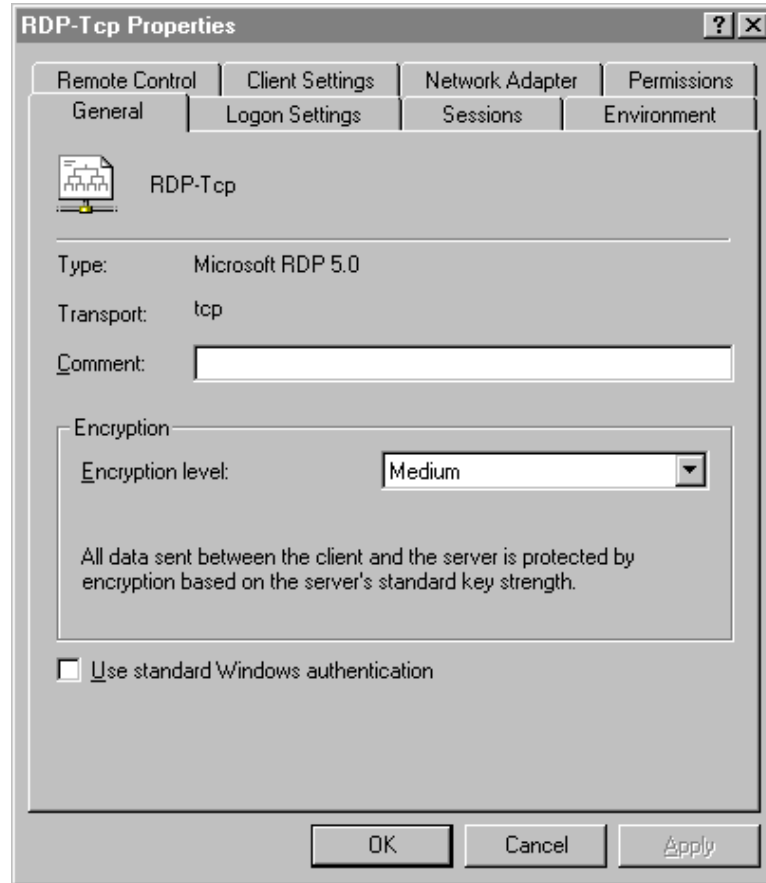 RDP-Tcp Properties
Remote Control Client Settings Network Adapter Permissions
General Logon Settings Sessions Environment
RDP-Tcp
Type: Microsoft RDP 5.0
Transport: tcp
Comment:
Encryption
Encryption level: Medium
All data sent between the client and the server is protected by
encryption based on the server's standard key strength.
Use standard Windows authentication
OK Cancel Apply